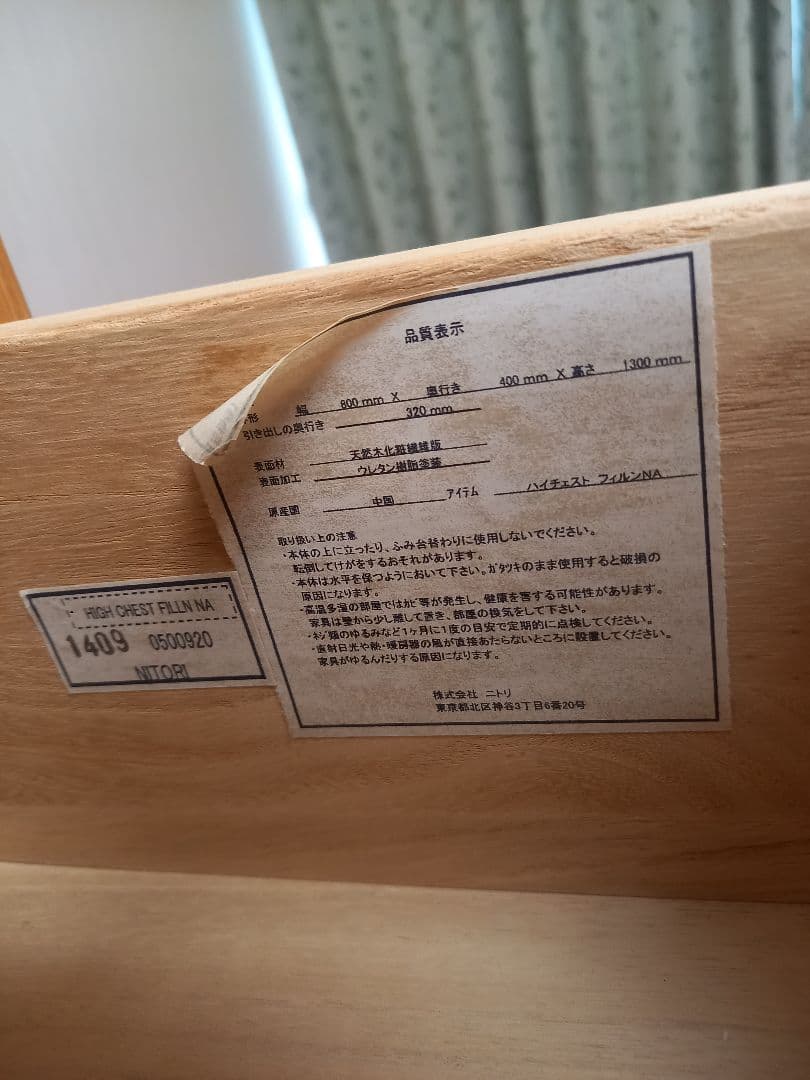 品質表示
形 幅 800 mm X 奥行き 400 mm X 高さ 1300 mm
引き出しの奥行き 320 mm
表面材 天然木化粧繊維版
表面加工 ウレタン樹脂塗装
原産国 中国 アイテム ハイチェスト フィルンNA
取り扱い上の注意
・本体の上に立ったり、ふみ台替わりに使用しないでください。
転倒してけがをするおそれがあります。
・本体は水平を保つようにおいて下さい。ｶﾞﾀﾂｷのまま使用すると破損の
原因になります。
・高温多湿の部屋ではｶﾋﾞ等が発生し、健康を害する可能性があります。
家具は壁から少し離して置き、部屋の換気をして下さい。
・ﾈｼﾞ類のゆるみなど1ヶ月に1度の目安で定期的に点検してください。
・直射日光や冷・暖房器の風が直接あたらないところに設置してください。
家具がゆるんだりする原因になります。
株式会社 ニトリ
東京都北区神谷3丁目6番20号
HIGH CHEST FILLN NA
1409 0500920
NITORI